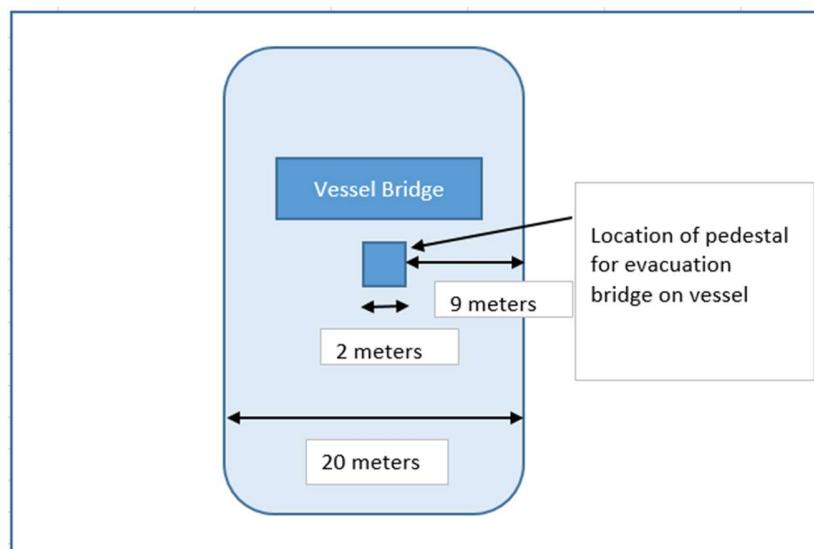 Vessel Bridge
Location of pedestal
for evacuation
bridge on vessel
9 meters
2 meters
20 meters